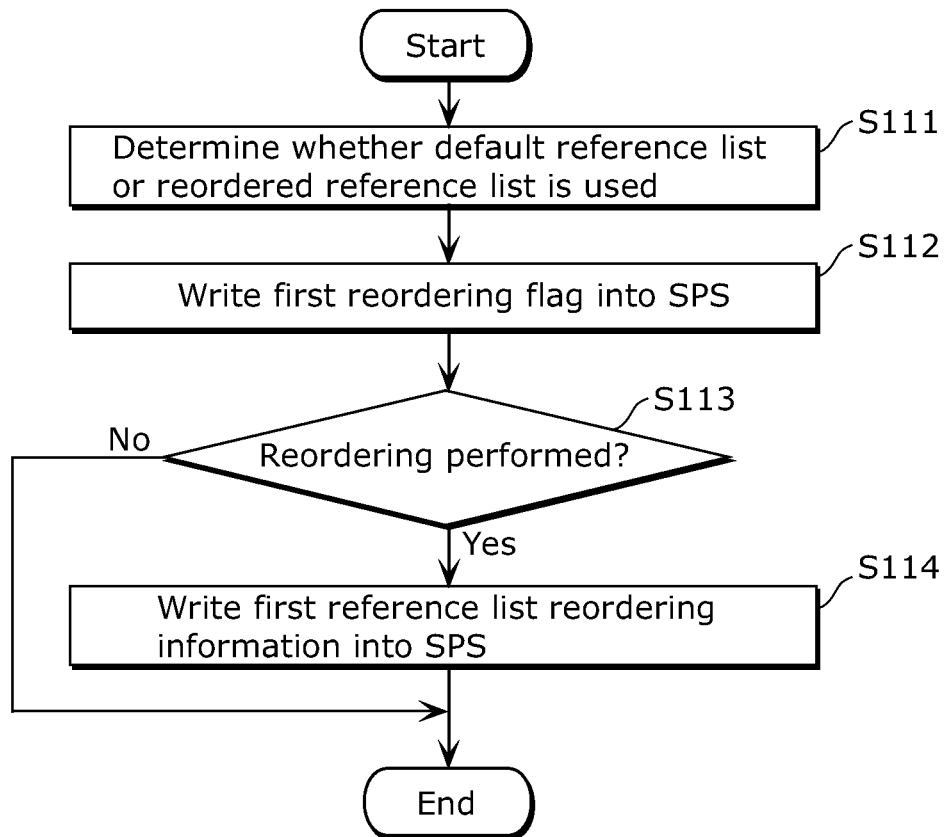 Start
S111
Determine whether default reference list
or reordered reference list is used
S112
Write first reordering flag into SPS
S113
No
Reordering performed?
Yes
S114
Write first reference list reordering
information into SPS
End